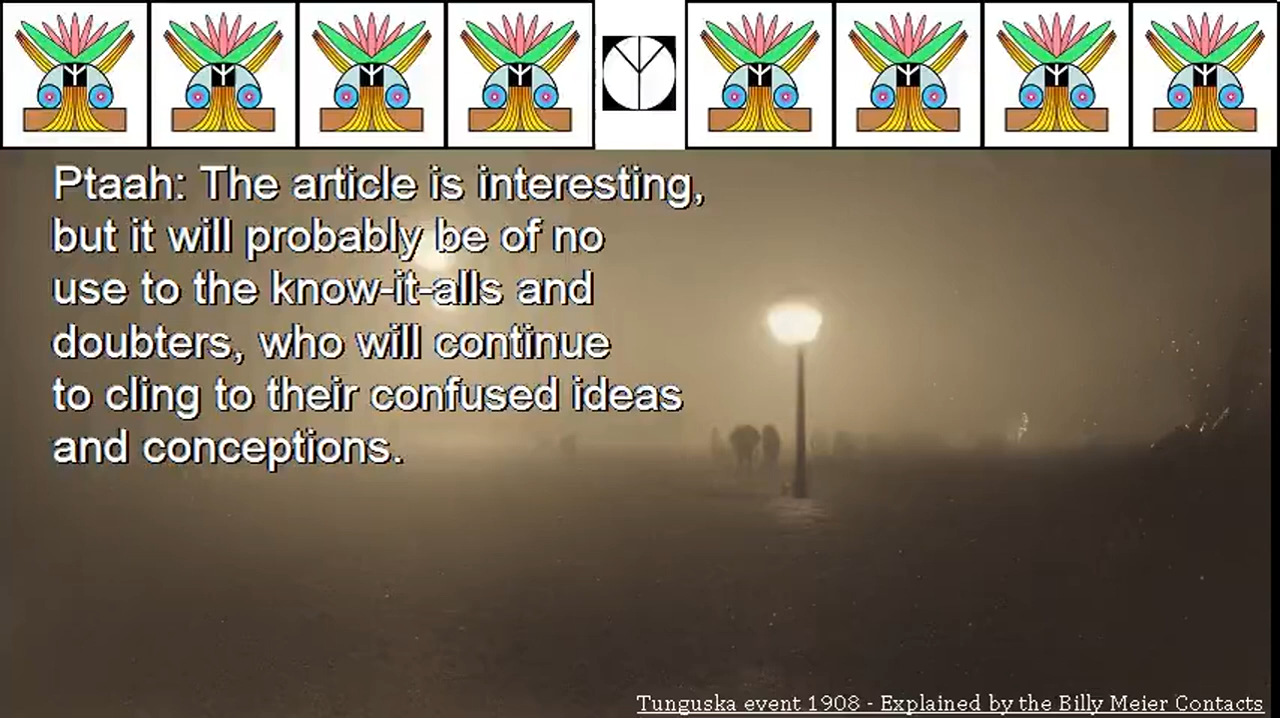 Ptaah: The article is interesting,
but it will probably be of no
use to the know-it-alls and
doubters, who will continue
to cling to their confused ideas
and conceptions.
Tunguska event 1908 - Explained by the Billy Meier Contacts